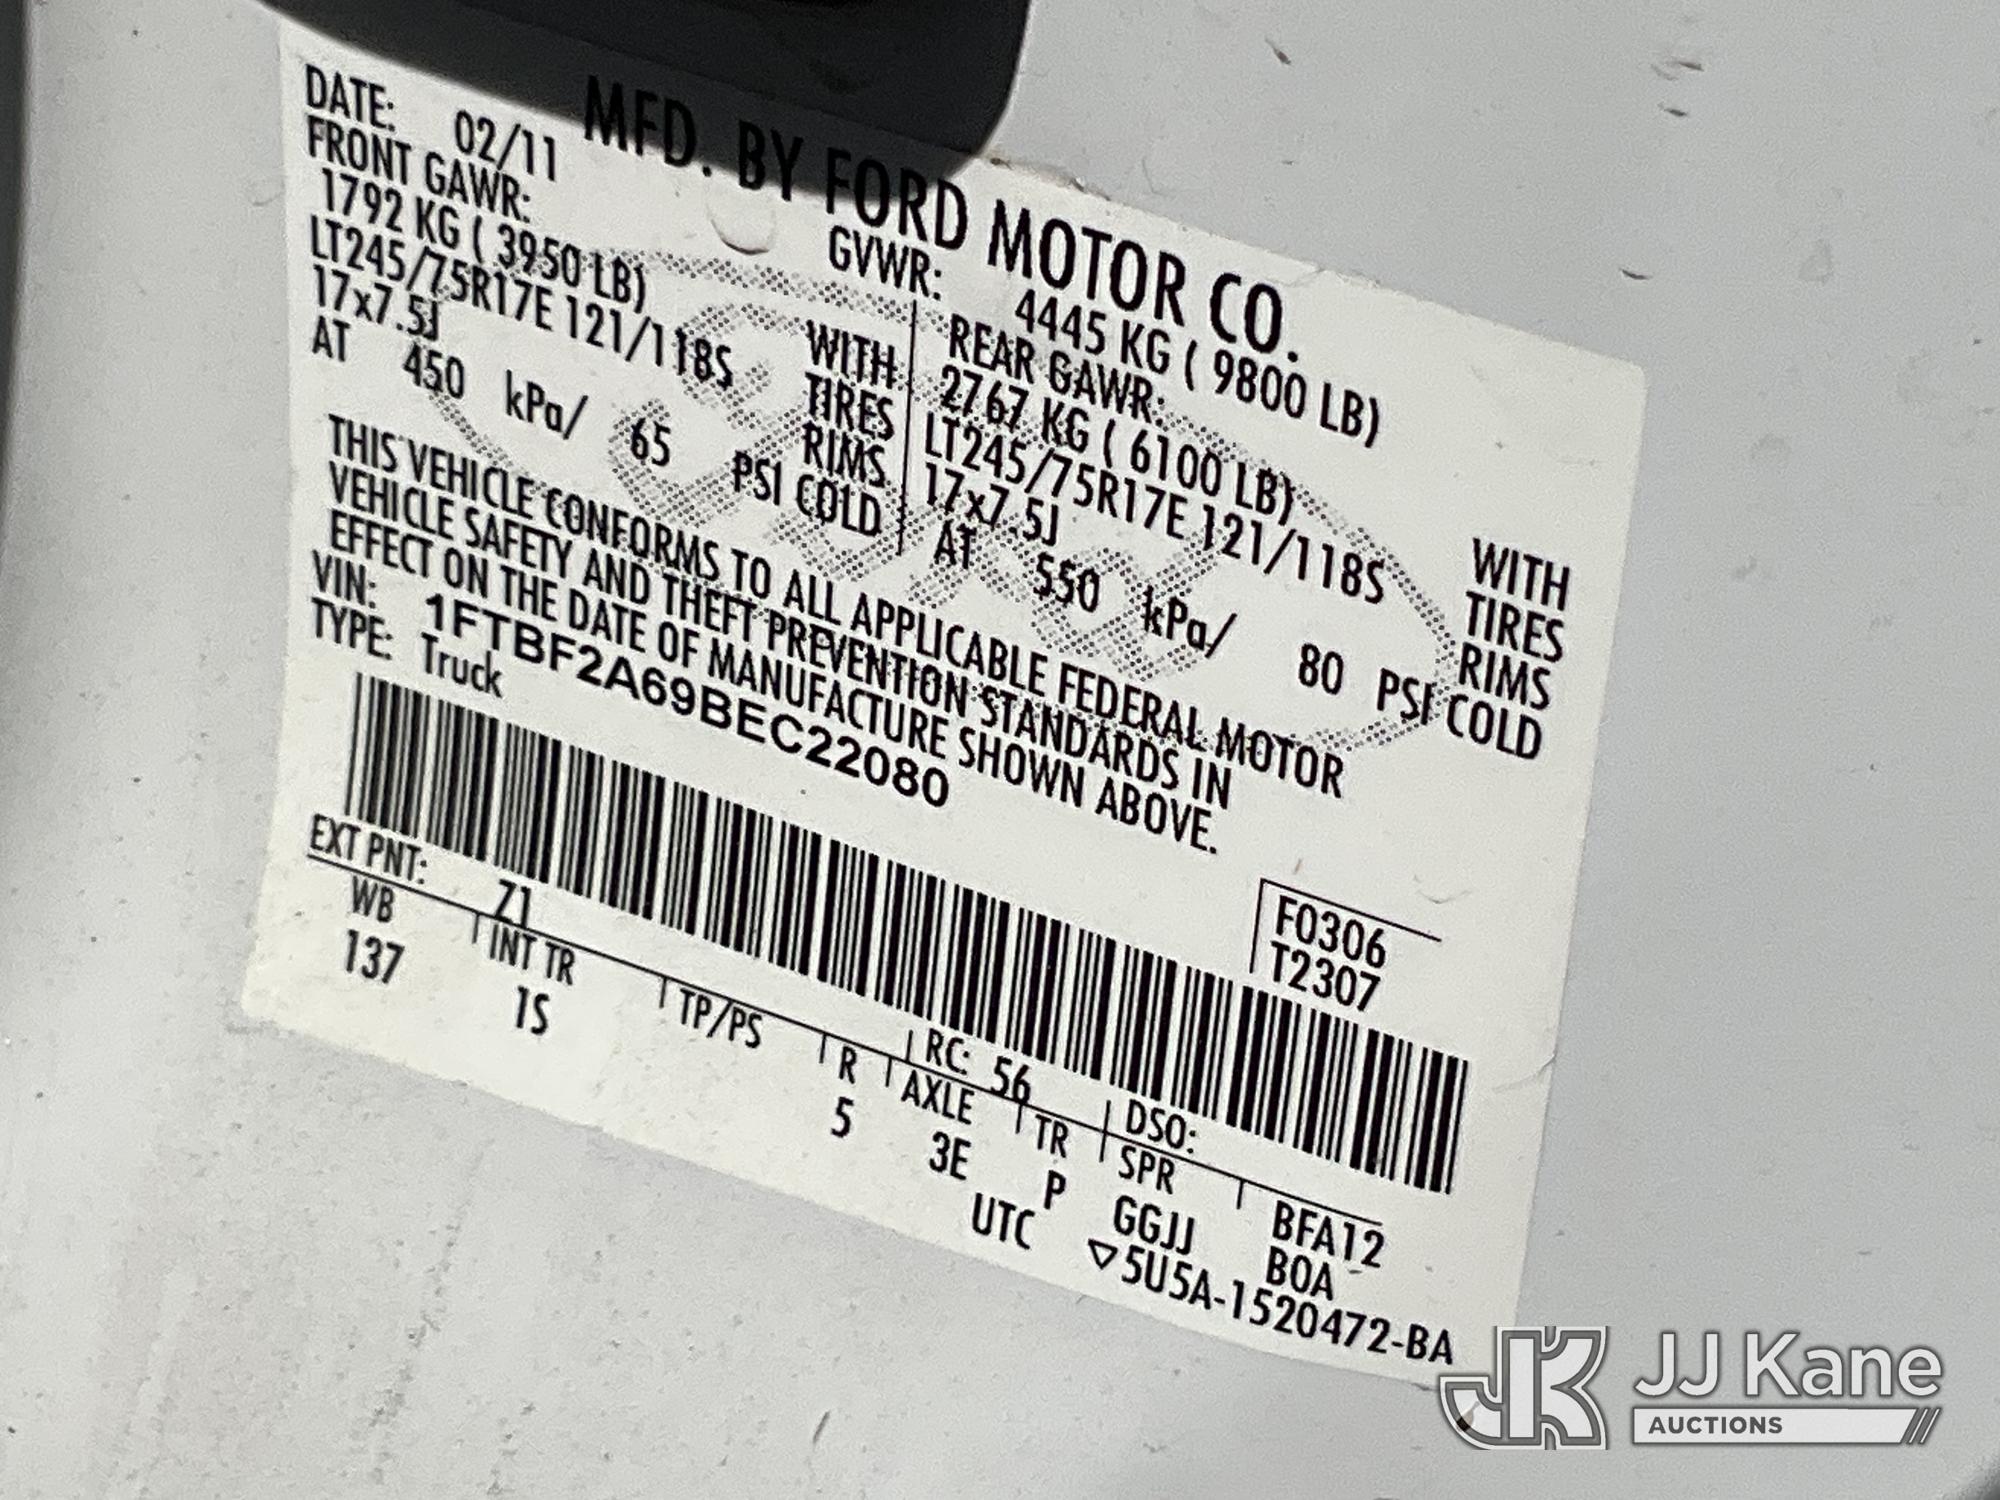 MFD. BY FORD MOTOR CO.
DATE: 02/11
GVWR: 4445 KG ( 9800 LB)
FRONT GAWR:
1792 KG ( 3950 LB)
LT245/75R17E 121/118S
17x7.5J
AT 450 kPa/ 65 PSI COLD
WITH
TIRES
RIMS
REAR GAWR:
2767 KG ( 6100 LB)
LT245/75R17E 121/118S
17x7.5J
AT 550 kPa/ 80 PSI COLD
WITH
TIRES
RIMS
THIS VEHICLE CONFORMS TO ALL APPLICABLE FEDERAL MOTOR
VEHICLE SAFETY AND THEFT PREVENTION STANDARDS IN
EFFECT ON THE DATE OF MANUFACTURE SHOWN ABOVE.
VIN: 1FTBF2A69BEC22080
TYPE: Truck
F0306
T2307
EXT PNT: Z1 RC: 56 DSO:
WB INT TR TP/PS R AXLE TR SPR BFA12
137 1S 5 3E P GGJJ BOA
UTC ▽5U5A-1520472-BA
JK JJ Kane
AUCTIONS